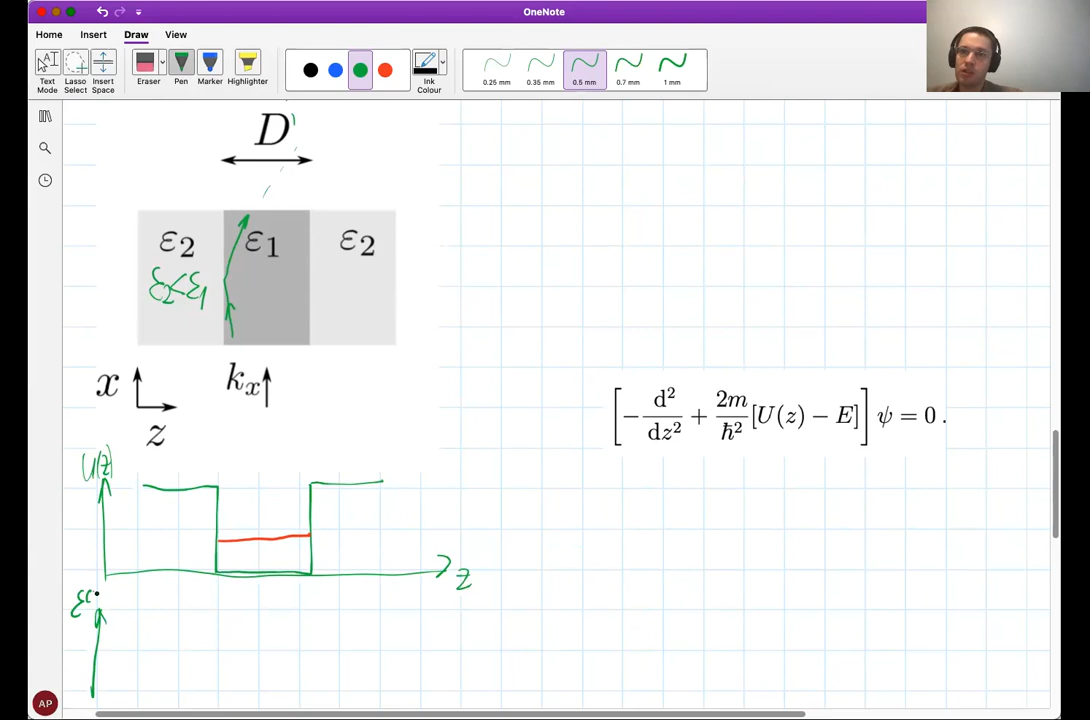 OneNote
Home Insert Draw View
Text Mode
Lasso Select
Insert Space
Eraser
Pen
Marker
Highlighter
Ink Colour
0.25 mm
0.35 mm
0.5 mm
0.7 mm
1 mm
D
ε₂ ε₁ ε₂
ε₂<ε₁
x
kₓ
z
[−d²/dz² + 2m/ħ² [U(z) − E]] ψ = 0 .
U(z)
z
ε(
AP